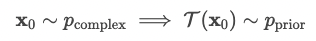 x₀ ∼ p_complex ⟹ 𝒯(x₀) ∼ p_prior